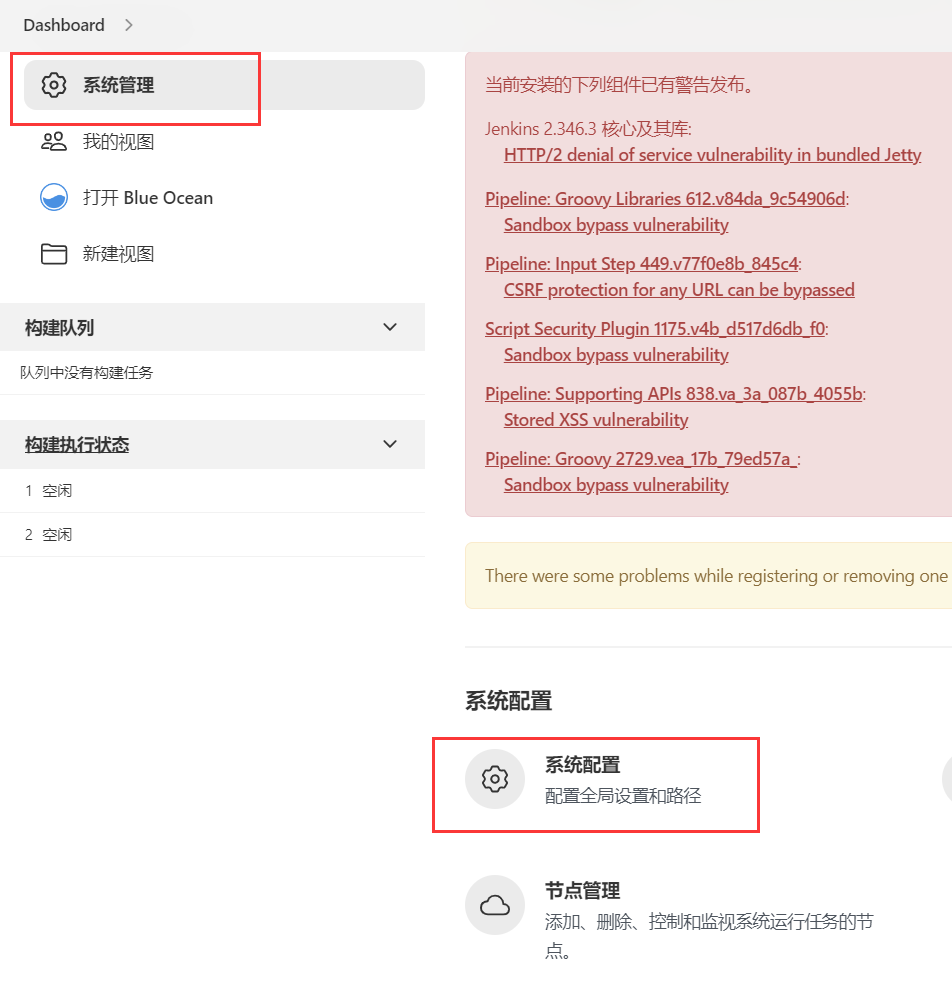 Dashboard
系统管理
我的视图
打开 Blue Ocean
新建视图
构建队列
队列中没有构建任务
构建执行状态
1 空闲
2 空闲
当前安装的下列组件已有警告发布。
Jenkins 2.346.3 核心及其库:
HTTP/2 denial of service vulnerability in bundled Jetty
Pipeline: Groovy Libraries 612.v84da_9c54906d:
Sandbox bypass vulnerability
Pipeline: Input Step 449.v77f0e8b_845c4:
CSRF protection for any URL can be bypassed
Script Security Plugin 1175.v4b_d517d6db_f0:
Sandbox bypass vulnerability
Pipeline: Supporting APIs 838.va_3a_087b_4055b:
Stored XSS vulnerability
Pipeline: Groovy 2729.vea_17b_79ed57a_:
Sandbox bypass vulnerability
There were some problems while registering or removing one
系统配置
系统配置
配置全局设置和路径
节点管理
添加、删除、控制和监视系统运行任务的节
点。